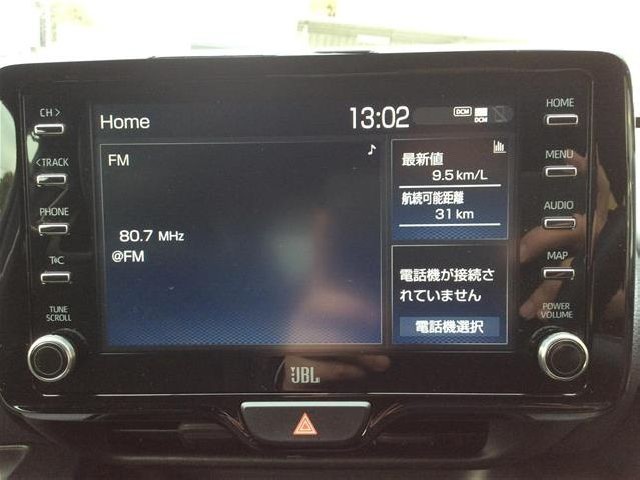 CH >
<TRACK
PHONE
T&C
TUNE
SCROLL
Home
13:02
DCM
DCM
FM
80.7 MHz
@FM
最新値
9.5 km/L
航続可能距離
31 km
電話機が接続さ
れていません
電話機選択
HOME
MENU
AUDIO
MAP
POWER
VOLUME
JBL